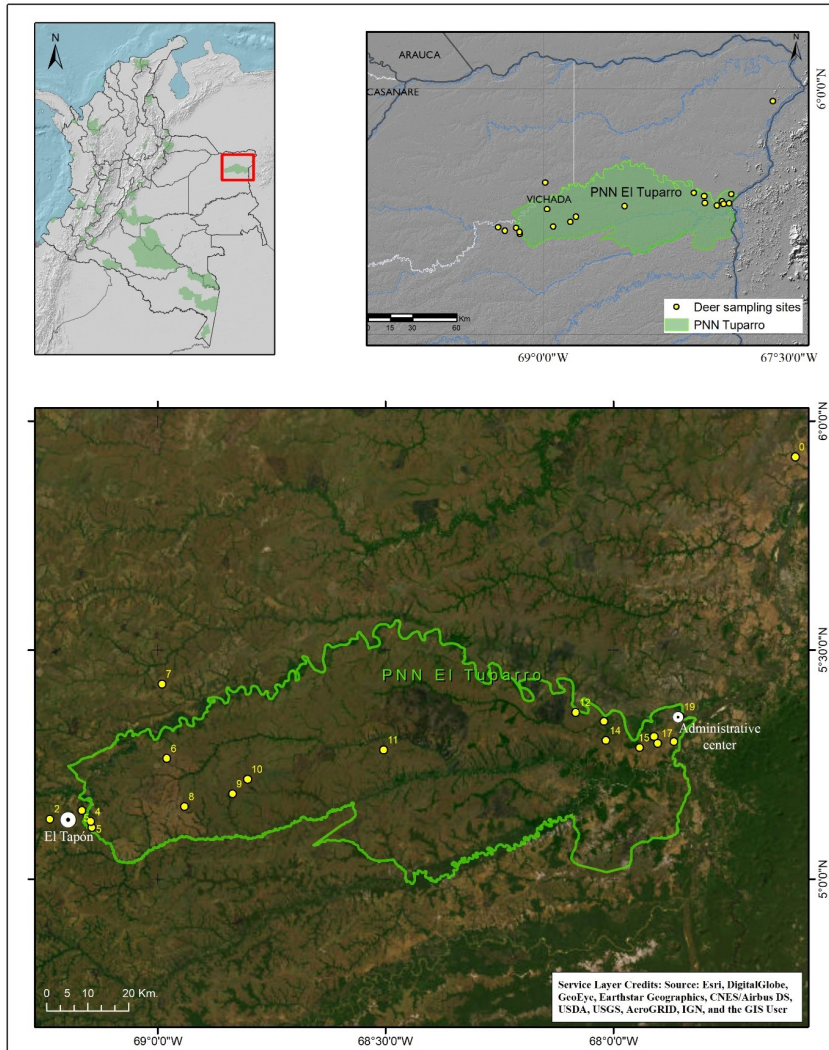 N
N
ARAUCA
CASANARE
6°0'0"N
PNN El Tuparro
VICHADA
Deer sampling sites
PNN Tuparro
0 15 30 60
Km
69°0'0"W
67°30'0"W
6°0'0"N
0
5°30'0"N
PNN El Tuparro
7
12
19
Administrative
center
14
15
17
6
11
10
9
8
2
4
5
El Tapón
5°0'0"N
0 5 10 20 Km
Service Layer Credits: Source: Esri, DigitalGlobe,
GeoEye, Earthstar Geographics, CNES/Airbus DS,
USDA, USGS, AeroGRID, IGN, and the GIS User
69°0'0"W
68°30'0"W
68°0'0"W